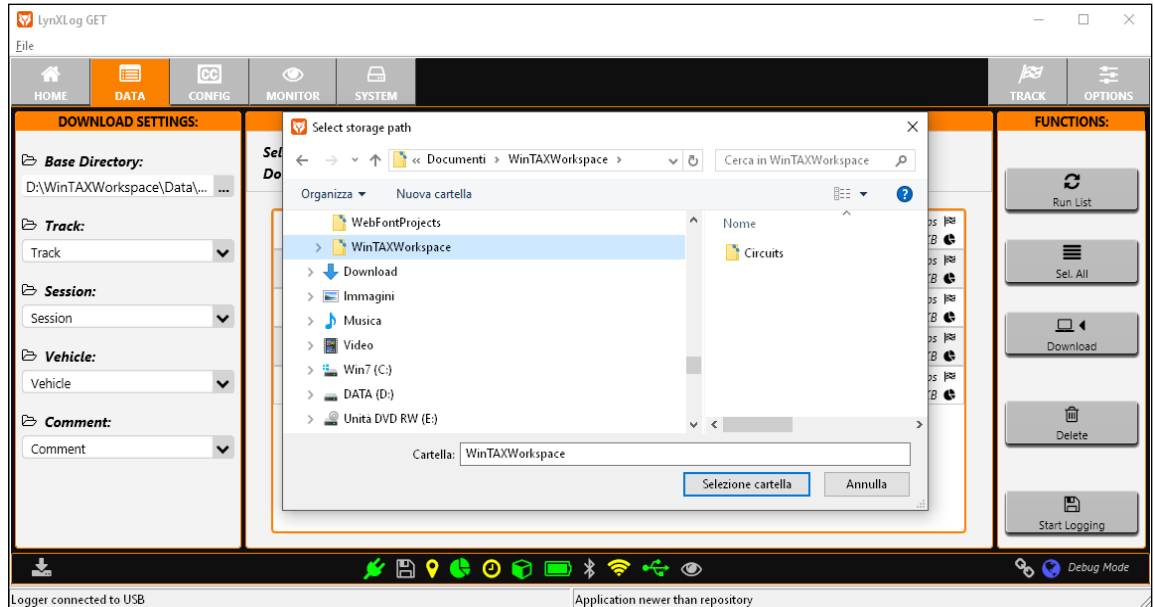 LynXLog GET
File
HOME
DATA
CONFIG
MONITOR
SYSTEM
TRACK
OPTIONS
DOWNLOAD SETTINGS:
Base Directory:
D:\WinTAXWorkspace\Data\... ...
Track:
Track
Session:
Session
Vehicle:
Vehicle
Comment:
Comment
Select storage path
« Documenti > WinTAXWorkspace >
Cerca in WinTAXWorkspace
Organizza
Nuova cartella
WebFontProjects
WinTAXWorkspace
Download
Immagini
Musica
Video
Win7 (C:)
DATA (D:)
Unità DVD RW (E:)
Nome
Circuits
Cartella: WinTAXWorkspace
Selezione cartella
Annulla
FUNCTIONS:
Run List
Sel. All
Download
Delete
Start Logging
Debug Mode
Logger connected to USB
Application newer than repository